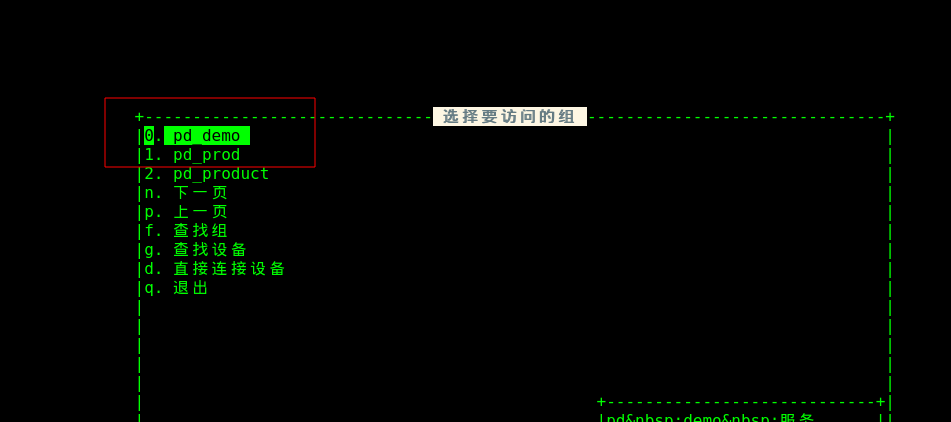 选择要访问的组
0. pd_demo
1. pd_prod
2. pd_product
n. 下一页
p. 上一页
f. 查找组
g. 查找设备
d. 直接连接设备
q. 退出
pd&nbsp;demo&nbsp;服务